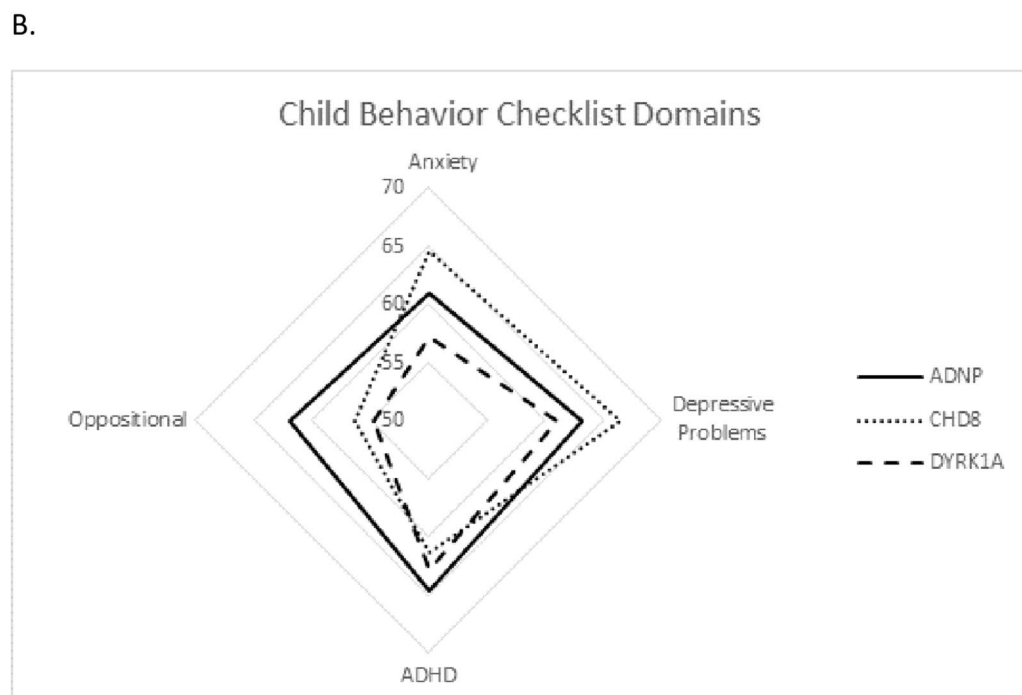 B.
Child Behavior Checklist Domains
Anxiety
70
65
60
55
50
Oppositional
Depressive
Problems
ADHD
ADNP
CHD8
DYRK1A